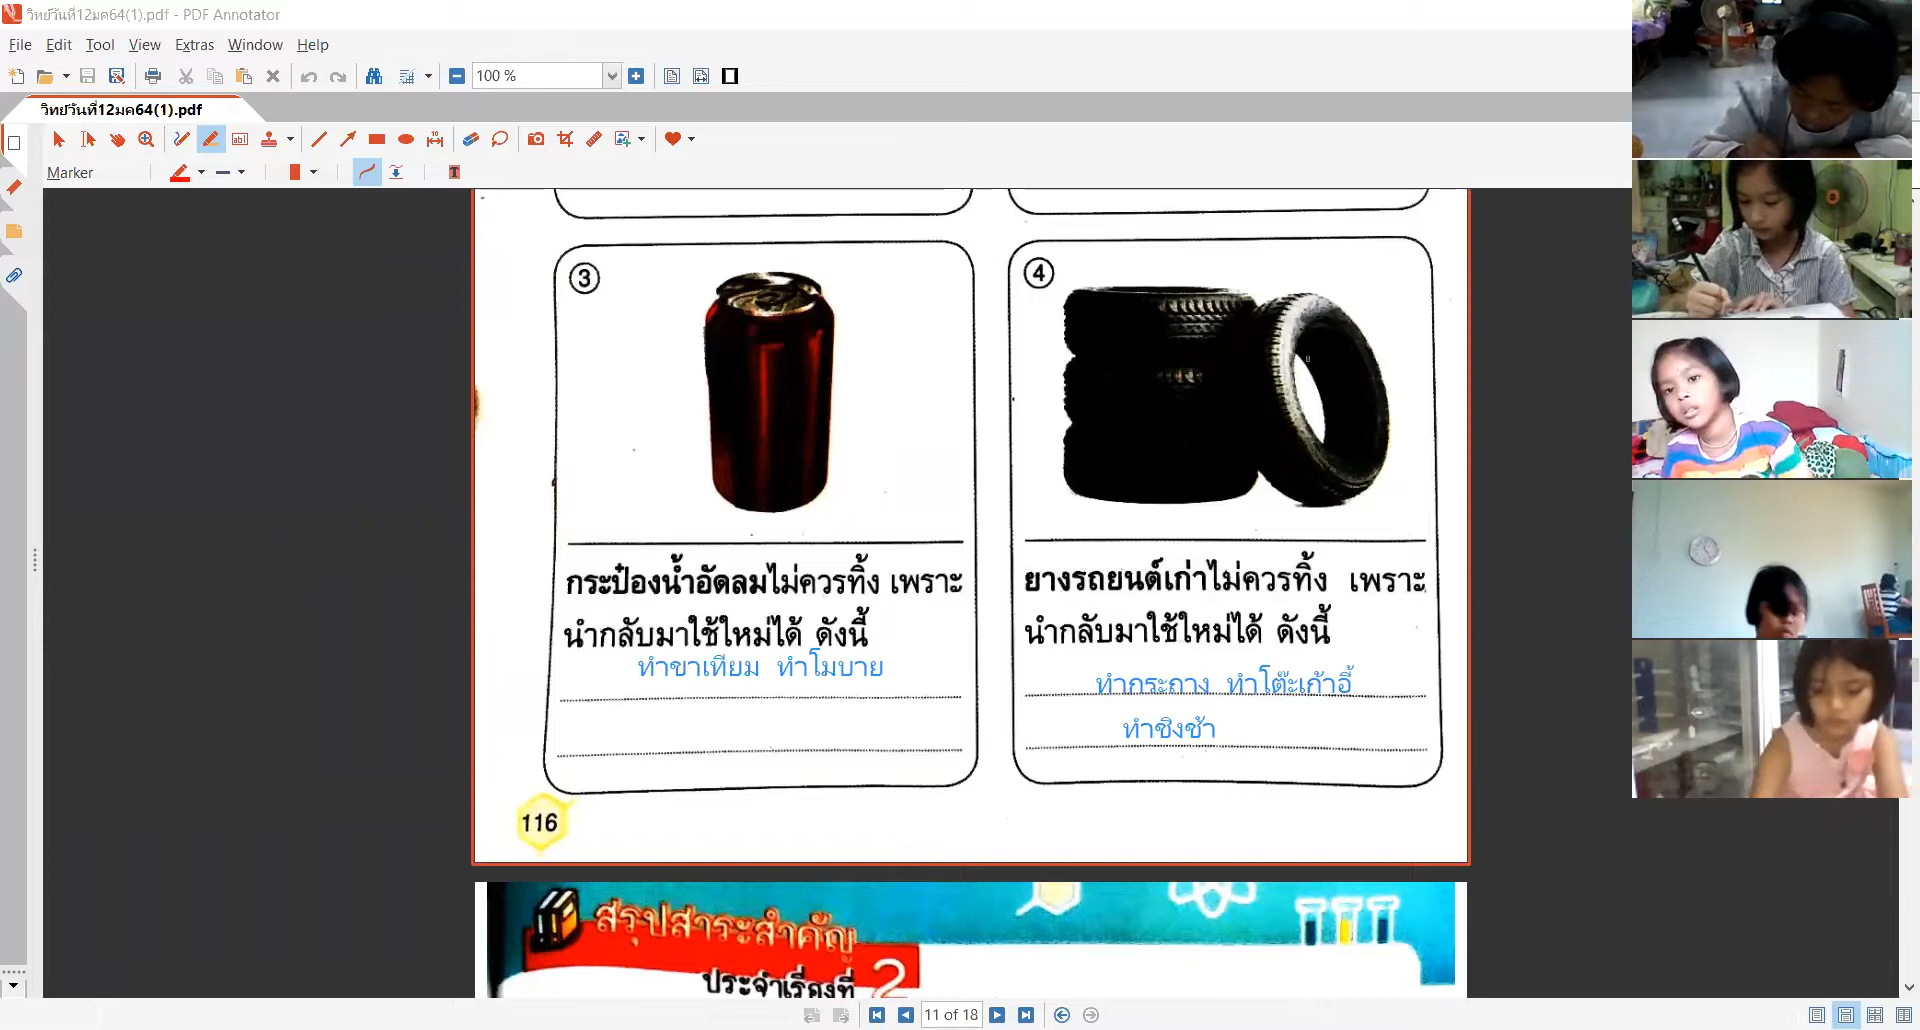 วิทย์วันที่12มค64(1).pdf - PDF Annotator
File Edit Tool View Extras Window Help
100 %
วิทย์วันที่12มค64(1).pdf
Marker
3
4
กระป๋องน้ำอัดลมไม่ควรทิ้ง เพราะ
นำกลับมาใช้ใหม่ได้ ดังนี้
ทำขาเทียม ทำโมบาย
ยางรถยนต์เก่าไม่ควรทิ้ง เพราะ
นำกลับมาใช้ใหม่ได้ ดังนี้
ทำกระถาง ทำโต๊ะเก้าอี้
ทำชิงช้า
116
สรุปสาระสำคัญ
ประจำเรื่องที่ 2
11 of 18